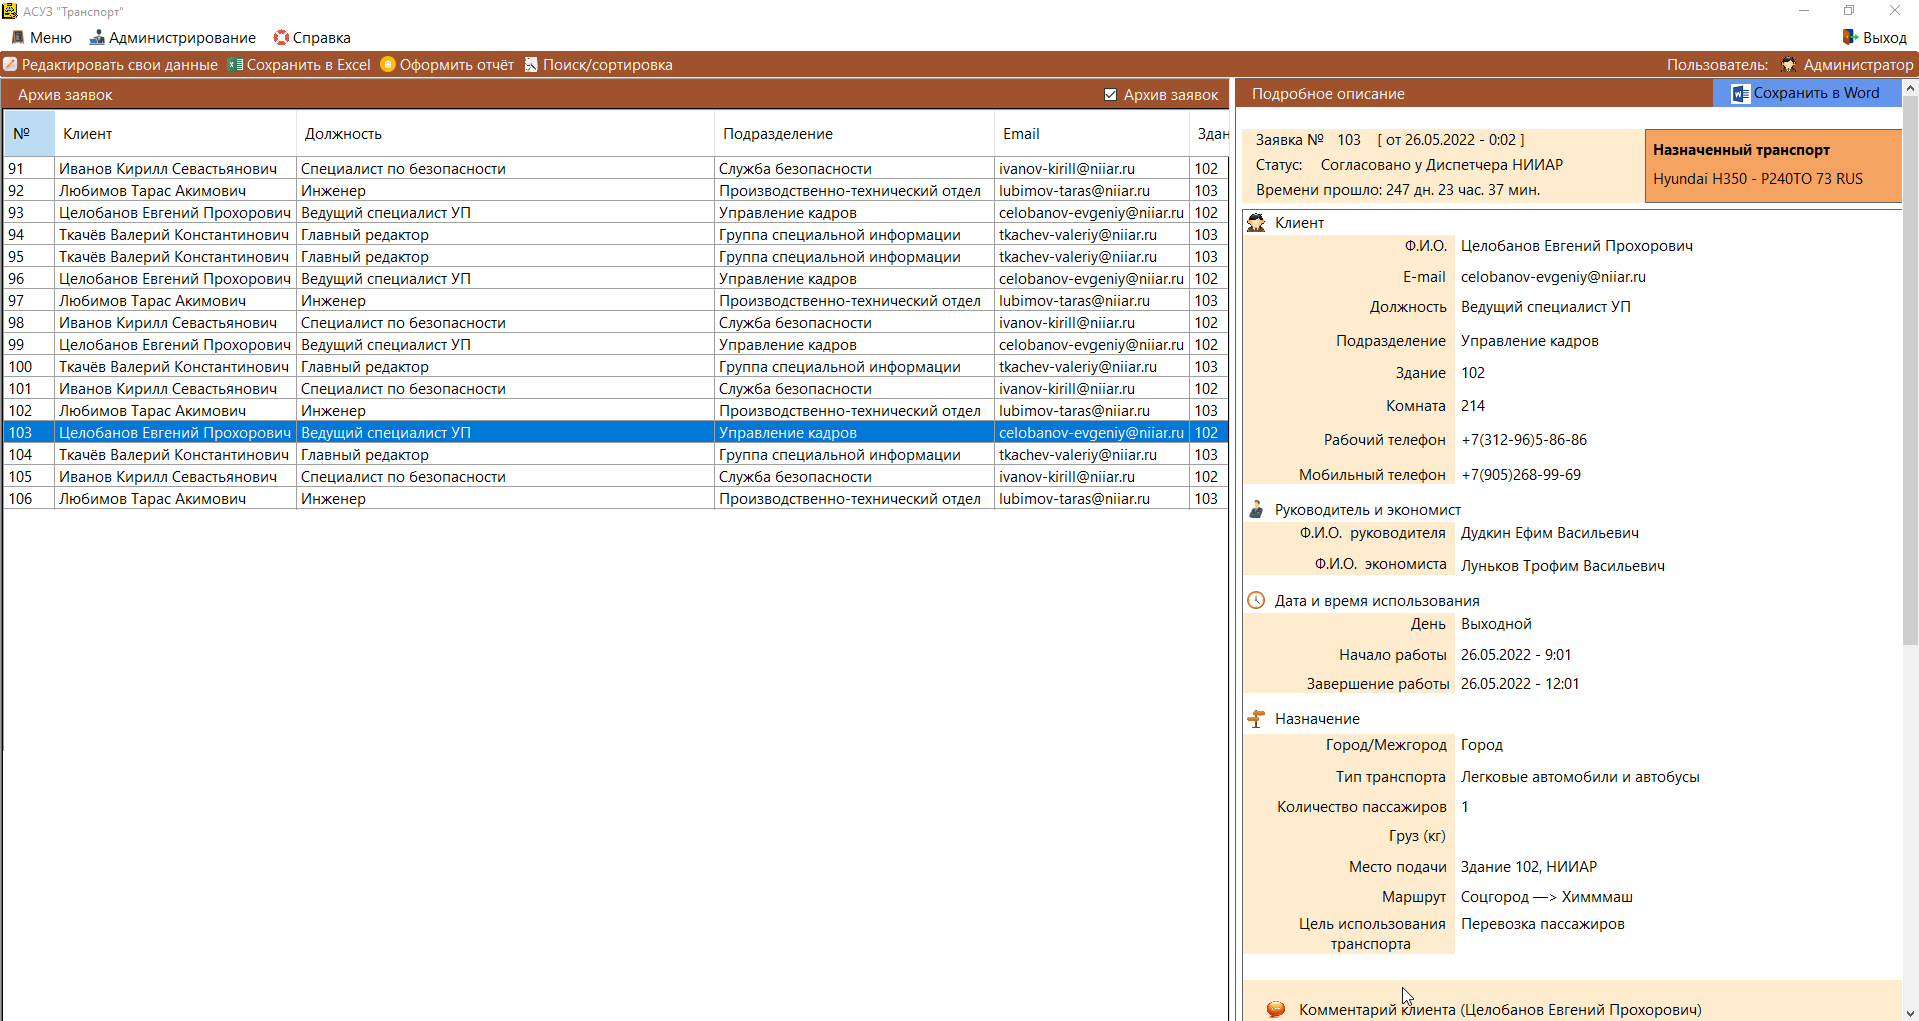 АСУЗ "Транспорт"
Меню Администрирование Справка Выход
Редактировать свои данные Сохранить в Excel Оформить отчёт Поиск/сортировка Пользователь: Администратор
Архив заявок Архив заявок
№ Клиент Должность Подразделение Email Здан
91 Иванов Кирилл Севастьянович Специалист по безопасности Служба безопасности ivanov-kirill@niiar.ru 102
92 Любимов Тарас Акимович Инженер Производственно-технический отдел lubimov-taras@niiar.ru 103
93 Целобанов Евгений Прохорович Ведущий специалист УП Управление кадров celobanov-evgeniy@niiar.ru 102
94 Ткачёв Валерий Константинович Главный редактор Группа специальной информации tkachev-valeriy@niiar.ru 103
95 Ткачёв Валерий Константинович Главный редактор Группа специальной информации tkachev-valeriy@niiar.ru 103
96 Целобанов Евгений Прохорович Ведущий специалист УП Управление кадров celobanov-evgeniy@niiar.ru 102
97 Любимов Тарас Акимович Инженер Производственно-технический отдел lubimov-taras@niiar.ru 103
98 Иванов Кирилл Севастьянович Специалист по безопасности Служба безопасности ivanov-kirill@niiar.ru 102
99 Целобанов Евгений Прохорович Ведущий специалист УП Управление кадров celobanov-evgeniy@niiar.ru 102
100 Ткачёв Валерий Константинович Главный редактор Группа специальной информации tkachev-valeriy@niiar.ru 103
101 Иванов Кирилл Севастьянович Специалист по безопасности Служба безопасности ivanov-kirill@niiar.ru 102
102 Любимов Тарас Акимович Инженер Производственно-технический отдел lubimov-taras@niiar.ru 103
103 Целобанов Евгений Прохорович Ведущий специалист УП Управление кадров celobanov-evgeniy@niiar.ru 102
104 Ткачёв Валерий Константинович Главный редактор Группа специальной информации tkachev-valeriy@niiar.ru 103
105 Иванов Кирилл Севастьянович Специалист по безопасности Служба безопасности ivanov-kirill@niiar.ru 102
106 Любимов Тарас Акимович Инженер Производственно-технический отдел lubimov-taras@niiar.ru 103
Подробное описание Сохранить в Word
Заявка № 103 [ от 26.05.2022 - 0:02 ]
Статус: Согласовано у Диспетчера НИИАР
Времени прошло: 247 дн. 23 час. 37 мин.
Назначенный транспорт
Hyundai H350 - Р240ТО 73 RUS
Клиент
Ф.И.О. Целобанов Евгений Прохорович
E-mail celobanov-evgeniy@niiar.ru
Должность Ведущий специалист УП
Подразделение Управление кадров
Здание 102
Комната 214
Рабочий телефон +7(312-96)5-86-86
Мобильный телефон +7(905)268-99-69
Руководитель и экономист
Ф.И.О. руководителя Дудкин Ефим Васильевич
Ф.И.О. экономиста Луньков Трофим Васильевич
Дата и время использования
День Выходной
Начало работы 26.05.2022 - 9:01
Завершение работы 26.05.2022 - 12:01
Назначение
Город/Межгород Город
Тип транспорта Легковые автомобили и автобусы
Количество пассажиров 1
Груз (кг)
Место подачи Здание 102, НИИАР
Маршрут Соцгород —> Химммаш
Цель использования Перевозка пассажиров
транспорта
Комментарий клиента (Целобанов Евгений Прохорович)